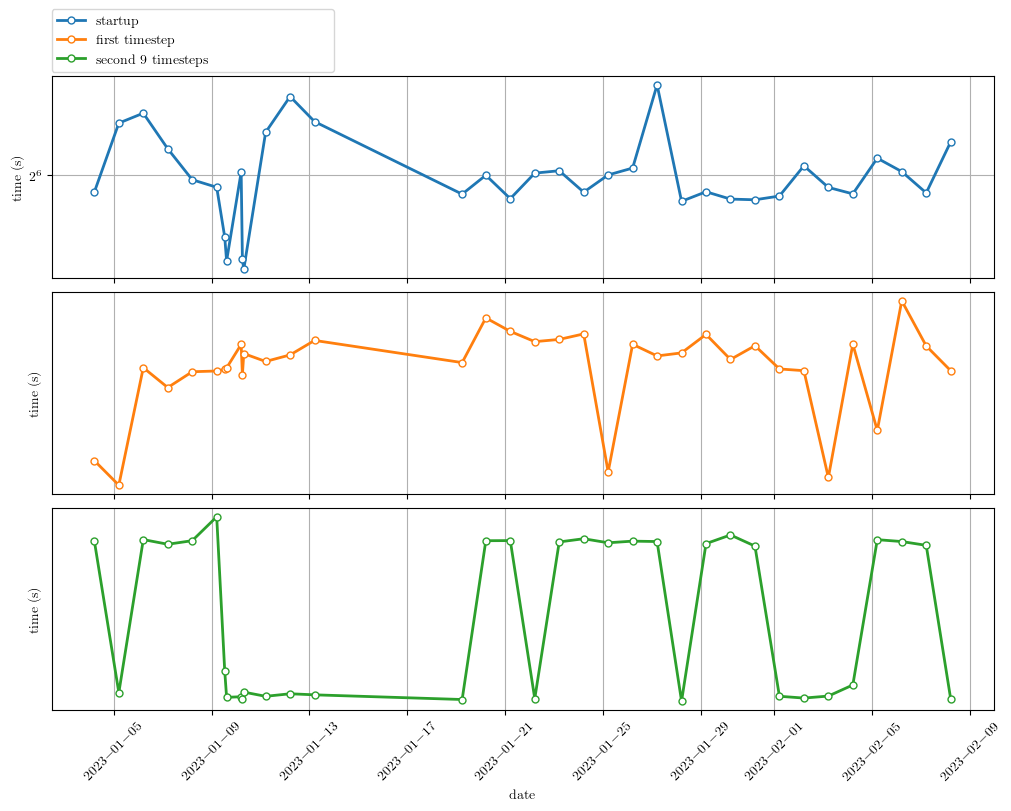 startup
first timestep
second 9 timesteps
time (s)
2⁶
time (s)
time (s)
2023−01−05
2023−01−09
2023−01−13
2023−01−17
2023−01−21
2023−01−25
2023−01−29
2023−02−01
2023−02−05
2023−02−09
date